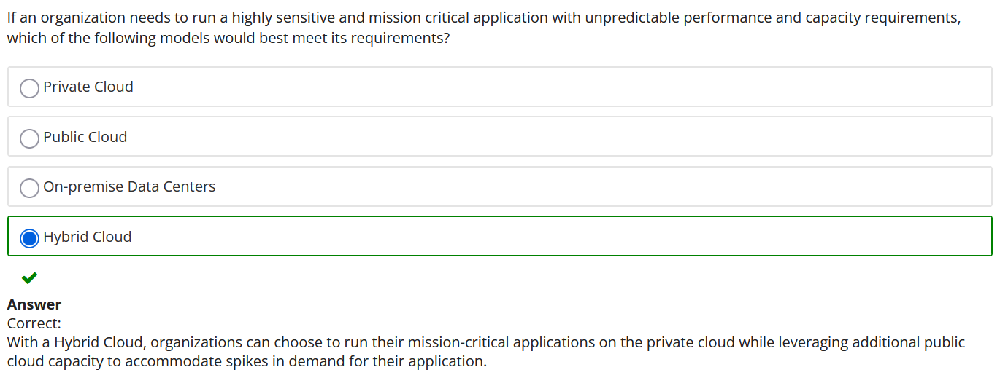 If an organization needs to run a highly sensitive and mission critical application with unpredictable performance and capacity requirements,
which of the following models would best meet its requirements?
Private Cloud
Public Cloud
On-premise Data Centers
Hybrid Cloud
Answer
Correct:
With a Hybrid Cloud, organizations can choose to run their mission-critical applications on the private cloud while leveraging additional public
cloud capacity to accommodate spikes in demand for their application.